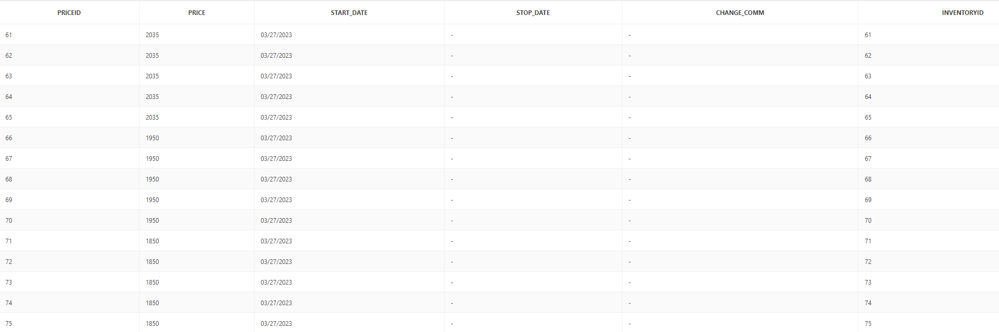 PRICEID PRICE START_DATE STOP_DATE CHANGE_COMM INVENTORYID
61 2035 03/27/2023 - - 61
62 2035 03/27/2023 - - 62
63 2035 03/27/2023 - - 63
64 2035 03/27/2023 - - 64
65 2035 03/27/2023 - - 65
66 1950 03/27/2023 - - 66
67 1950 03/27/2023 - - 67
68 1950 03/27/2023 - - 68
69 1950 03/27/2023 - - 69
70 1950 03/27/2023 - - 70
71 1850 03/27/2023 - - 71
72 1850 03/27/2023 - - 72
73 1850 03/27/2023 - - 73
74 1850 03/27/2023 - - 74
75 1850 03/27/2023 - - 75